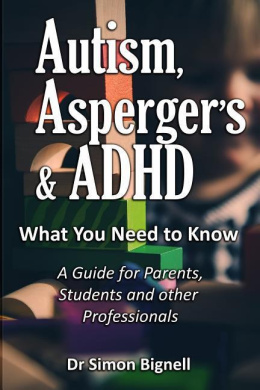 Autism,
Asperger's
& ADHD
What You Need to Know
A Guide for Parents,
Students and other
Professionals
Dr Simon Bignell